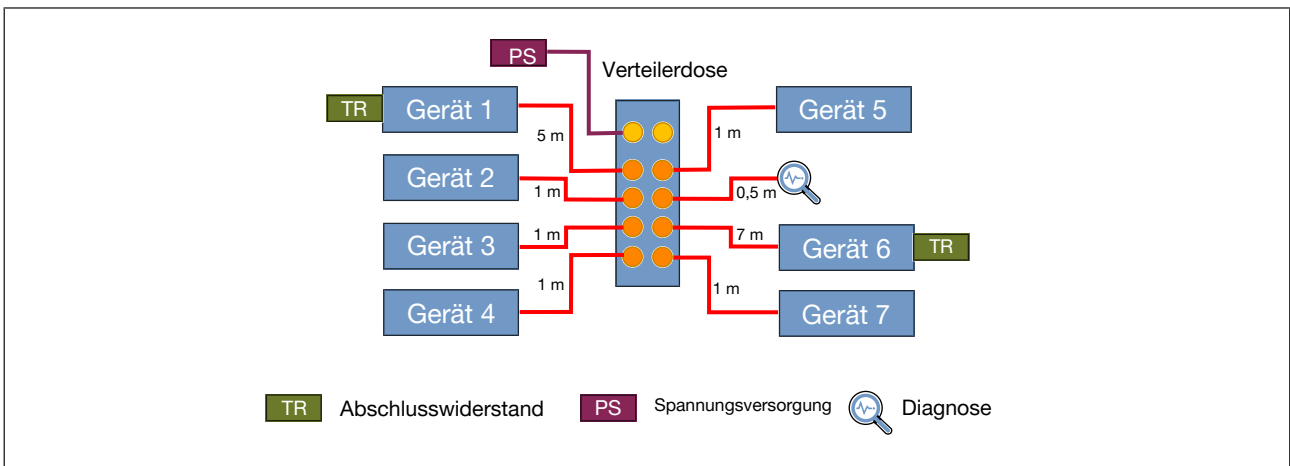 PS
Verteilerdose
TR
Gerät 1
5 m
1 m
Gerät 5
Gerät 2
1 m
0,5 m
Gerät 3
1 m
7 m
Gerät 6
TR
Gerät 4
1 m
1 m
Gerät 7
TR Abschlusswiderstand
PS Spannungsversorgung
Diagnose